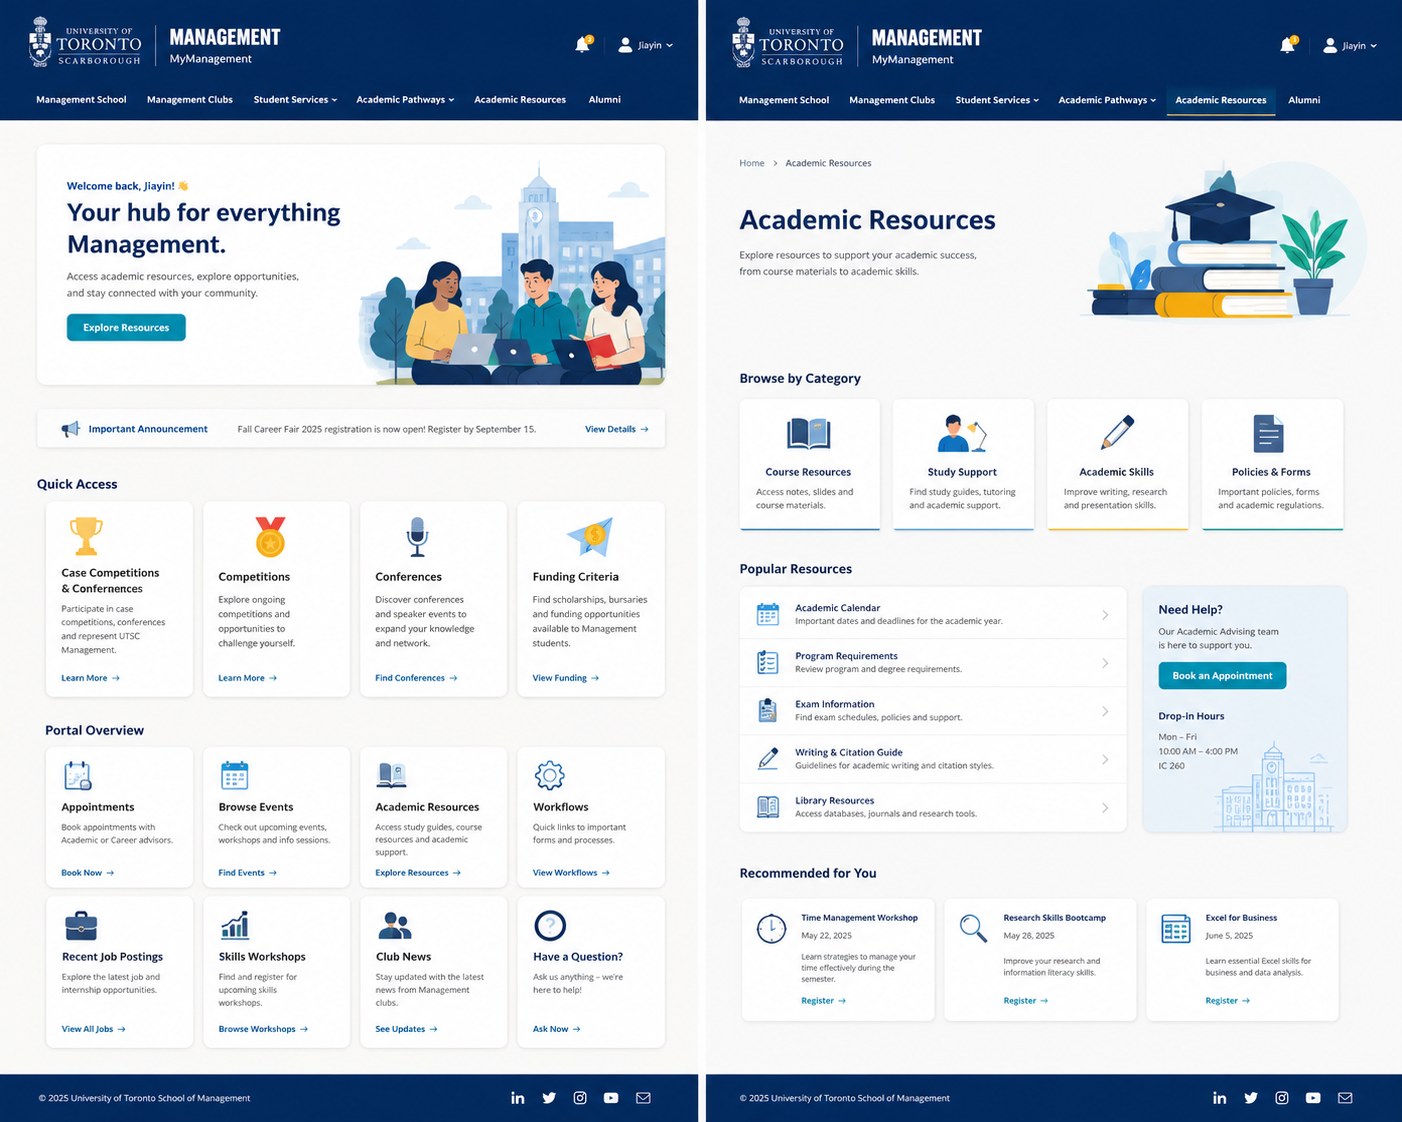 UNIVERSITY OF
TORONTO
SCARBOROUGH
MANAGEMENT
MyManagement
3
Jiayin
Management School
Management Clubs
Student Services
Academic Pathways
Academic Resources
Alumni
Welcome back, Jiayin! 👋
Your hub for everything
Management.
Access academic resources, explore opportunities,
and stay connected with your community.
Explore Resources
Important Announcement
Fall Career Fair 2025 registration is now open! Register by September 15.
View Details →
Quick Access
Case Competitions
& Confernences
Participate in case
competitions, conferences
and represent UTSC
Management.
Learn More →
Competitions
Explore ongoing
competitions and
opportunities to
challenge yourself.
Learn More →
Conferences
Discover conferences
and speaker events to
expand your knowledge
and network.
Find Conferences →
$
Funding Criteria
Find scholarships, bursaries
and funding opportunities
available to Management
students.
View Funding →
Portal Overview
Appointments
Book appointments with
Academic or Career advisors.
Book Now →
Browse Events
Check out upcoming events,
workshops and info sessions.
Find Events →
Academic Resources
Access study guides, course
resources and academic
support.
Explore Resources →
Workflows
Quick links to important
forms and processes.
View Workflows →
Recent Job Postings
Explore the latest job and
internship opportunities.
View All Jobs →
Skills Workshops
Find and register for
upcoming skills
workshops.
Browse Workshops →
Club News
Stay updated with the latest
news from Management
clubs.
See Updates →
?
Have a Question?
Ask us anything – we're
here to help!
Ask Now →
© 2025 University of Toronto School of Management
in
UNIVERSITY OF
TORONTO
SCARBOROUGH
MANAGEMENT
MyManagement
Jiayin
Management School
Management Clubs
Student Services
Academic Pathways
Academic Resources
Alumni
Home > Academic Resources
Academic Resources
Explore resources to support your academic success,
from course materials to academic skills.
Browse by Category
Course Resources
Access notes, slides and
course materials.
Study Support
Find study guides, tutoring
and academic support.
Academic Skills
Improve writing, research
and presentation skills.
Policies & Forms
Important policies, forms
and academic regulations.
Popular Resources
Academic Calendar
Important dates and deadlines for the academic year.
Program Requirements
Review program and degree requirements.
Exam Information
Find exam schedules, policies and support.
Writing & Citation Guide
Guidelines for academic writing and citation styles.
Library Resources
Access databases, journals and research tools.
Need Help?
Our Academic Advising team
is here to support you.
Book an Appointment
Drop-in Hours
Mon – Fri
10:00 AM – 4:00 PM
IC 260
Recommended for You
Time Management Workshop
May 22, 2025
Learn strategies to manage your
time effectively during the
semester.
Register →
Research Skills Bootcamp
May 26, 2025
Improve your research and
information literacy skills.
Register →
Excel for Business
June 5, 2025
Learn essential Excel skills for
business and data analysis.
Register →
© 2025 University of Toronto School of Management
in